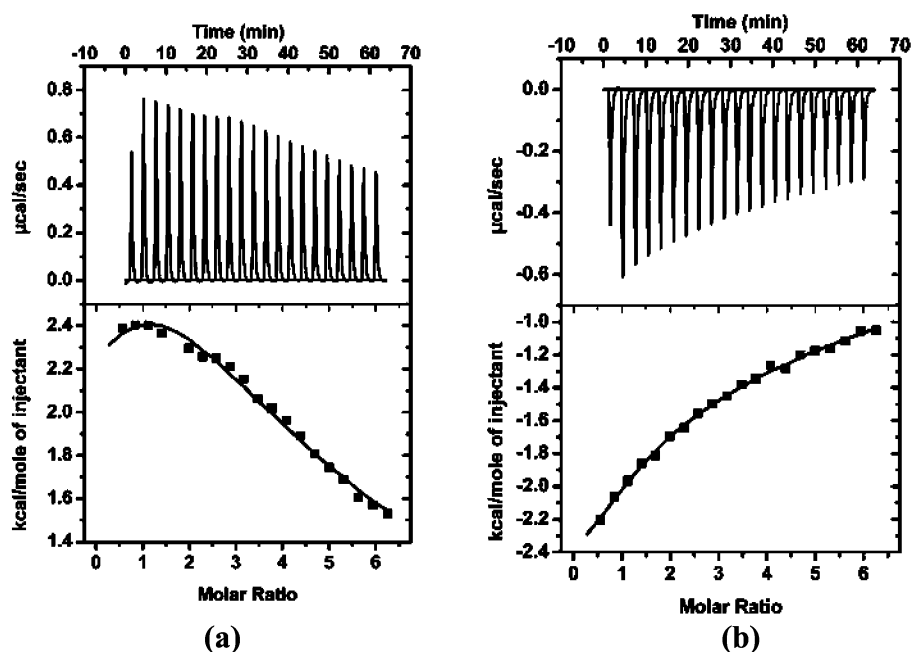 Time (min)
-10 0 10 20 30 40 50 60 70
0.8
0.6
0.4
0.2
0.0
µcal/sec
2.4
2.2
2.0
1.8
1.6
1.4
kcal/mole of injectant
0 1 2 3 4 5 6
Molar Ratio
(a)
Time (min)
-10 0 10 20 30 40 50 60 70
0.0
-0.2
-0.4
-0.6
µcal/sec
-1.0
-1.2
-1.4
-1.6
-1.8
-2.0
-2.2
-2.4
kcal/mole of injectant
0 1 2 3 4 5 6
Molar Ratio
(b)